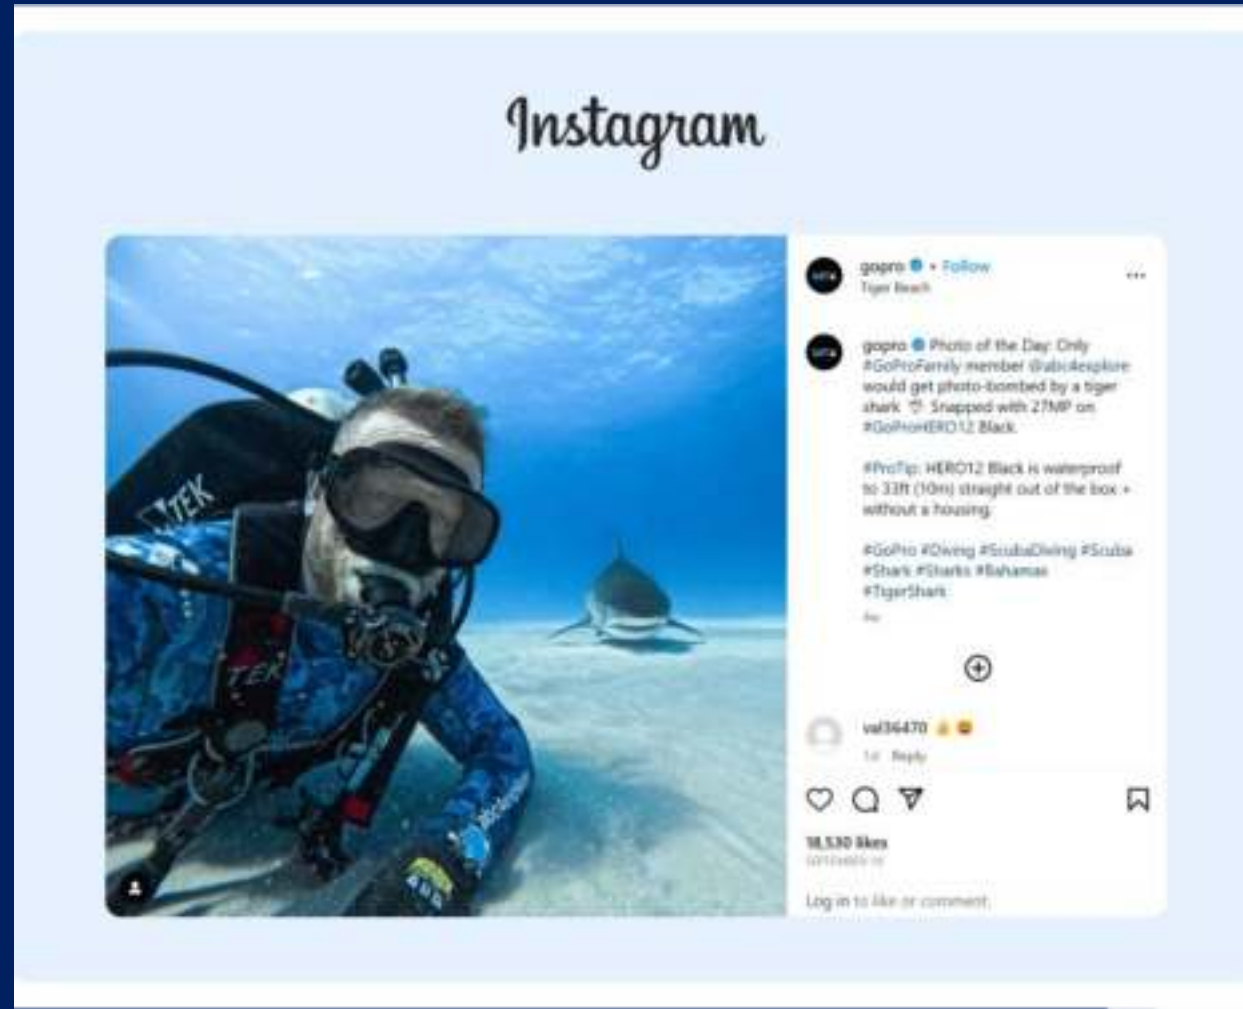 Instagram
gopro • Follow
Tiger Beach
gopro Photo of the Day: Only
#GoProFamily member @abc4explore
would get photo-bombed by a tiger
shark Snapped with 27MP on
#GoProHERO12 Black.
#ProTip: HERO12 Black is waterproof
to 33ft (10m) straight out of the box +
without a housing.
#GoPro #Diving #ScubaDiving #Scuba
#Shark #Sharks #Bahamas
#TigerShark
val36470
Reply
18,530 likes
Log in to like or comment.
TEK
TEK